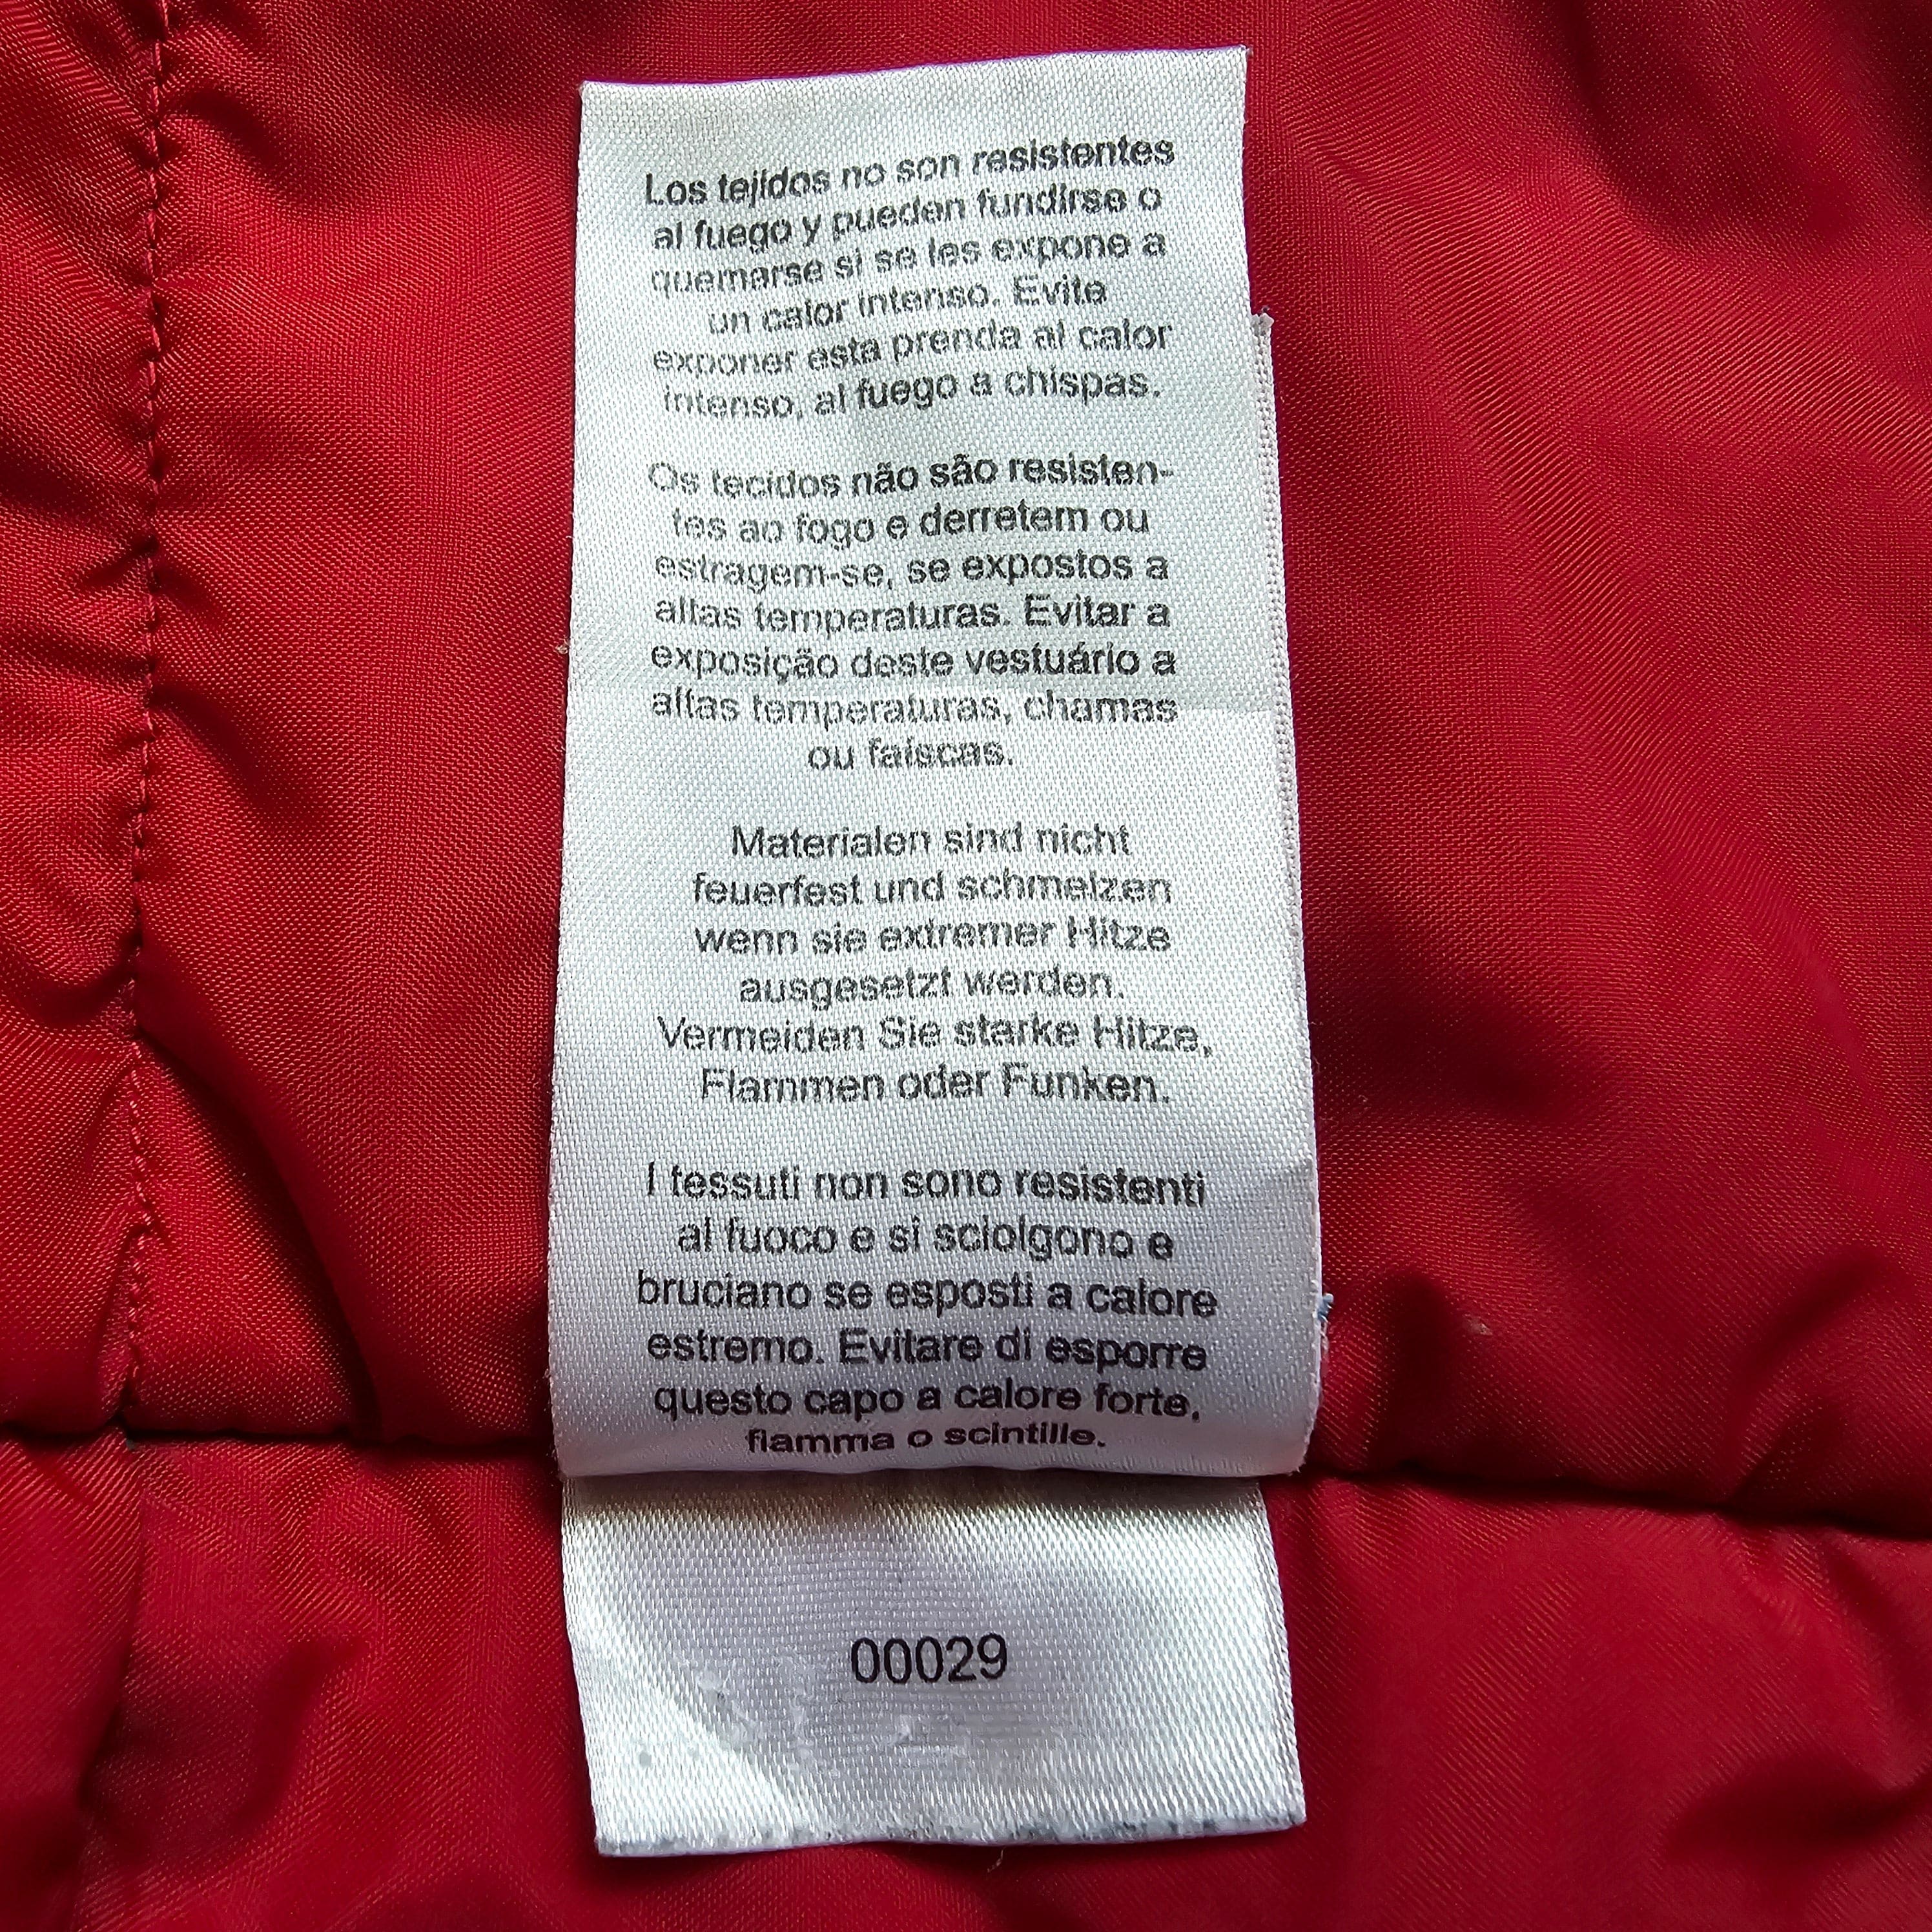 Los tejidos no son resistentes
al fuego y pueden fundirse o
quemarse si se les expone a
un calor intenso. Evite
exponer esta prenda al calor
intenso, al fuego a chispas.
Os tecidos não são resisten-
tes ao fogo e derretem ou
estragem-se, se expostos a
altas temperaturas. Evitar a
exposição deste vestuário a
altas temperaturas, chamas
ou faíscas.
Materialen sind nicht
feuerfest und schmelzen
wenn sie extremer Hitze
ausgesetzt werden.
Vermeiden Sie starke Hitze,
Flammen oder Funken.
I tessuti non sono resistenti
al fuoco e si sciolgono e
bruciano se esposti a calore
estremo. Evitare di esporre
questo capo a calore forte,
fiamma o scintille.
00029